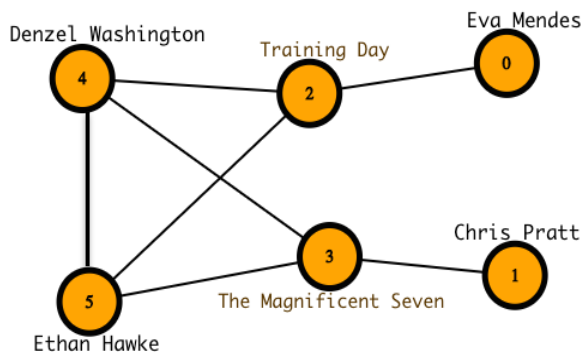 Eva Mendes
Denzel Washington
Training Day
0
4
2
Chris Pratt
3
1
5
The Magnificent Seven
Ethan Hawke